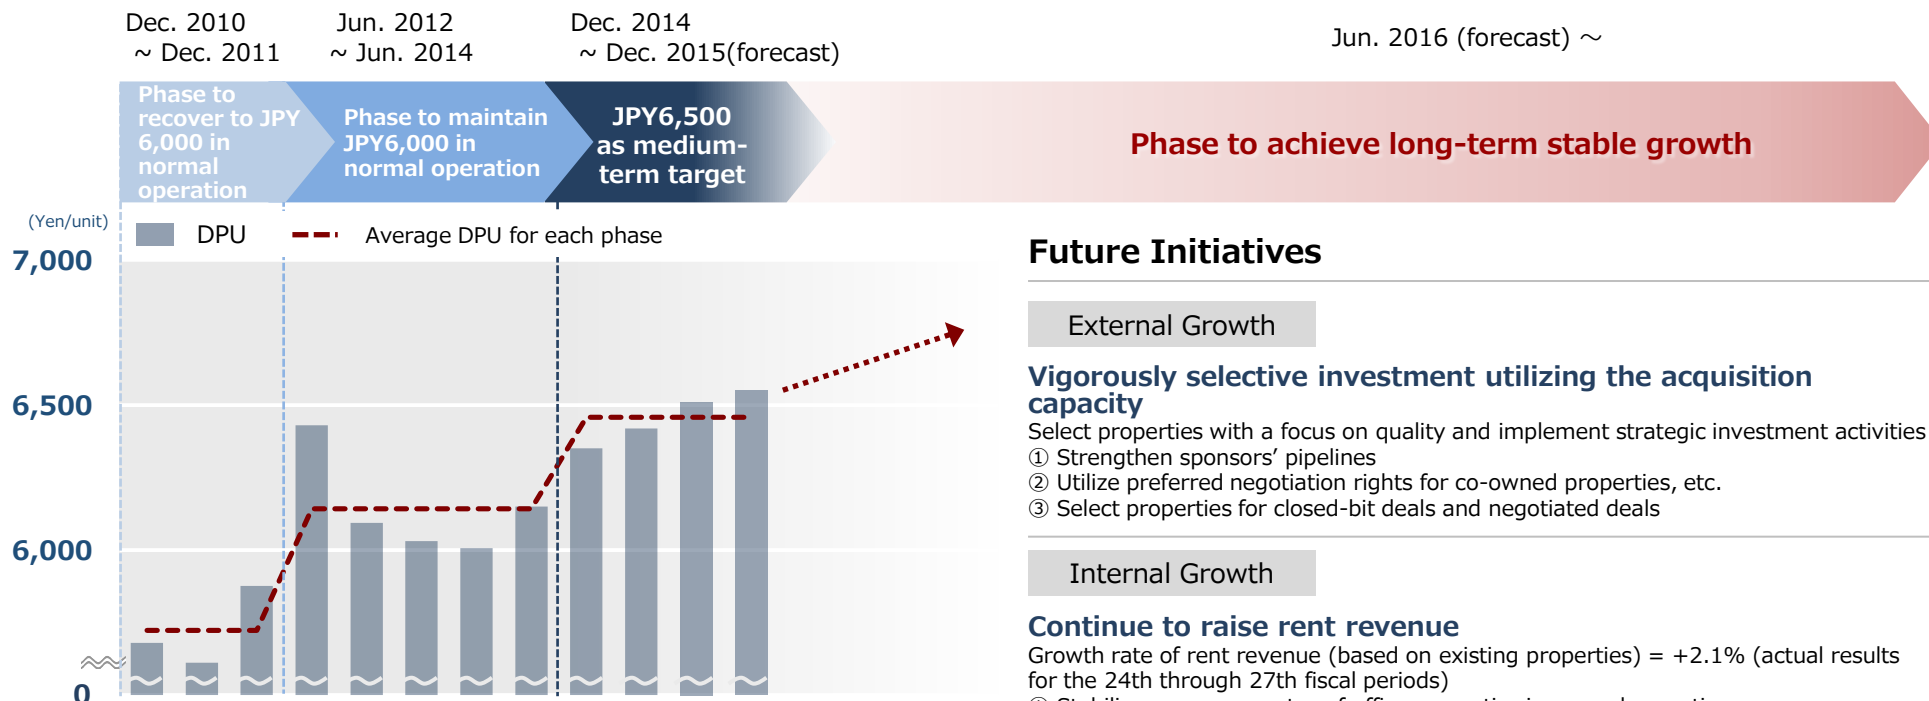 Dec. 2010
~ Dec. 2011
Jun. 2012
~ Jun. 2014
Dec. 2014
~ Dec. 2015(forecast)
Jun. 2016 (forecast) ～
Phase to
recover to JPY
6,000 in
normal
operation
Phase to maintain
JPY6,000 in
normal operation
JPY6,500
as medium-
term target
Phase to achieve long-term stable growth
(Yen/unit)
DPU
Average DPU for each phase
7,000
6,500
6,000
0
Future Initiatives
External Growth
Vigorously selective investment utilizing the acquisition
capacity
Select properties with a focus on quality and implement strategic investment activities
① Strengthen sponsors’ pipelines
② Utilize preferred negotiation rights for co-owned properties, etc.
③ Select properties for closed-bit deals and negotiated deals
Internal Growth
Continue to raise rent revenue
Growth rate of rent revenue (based on existing properties) = +2.1% (actual results
for the 24th through 27th fiscal periods)